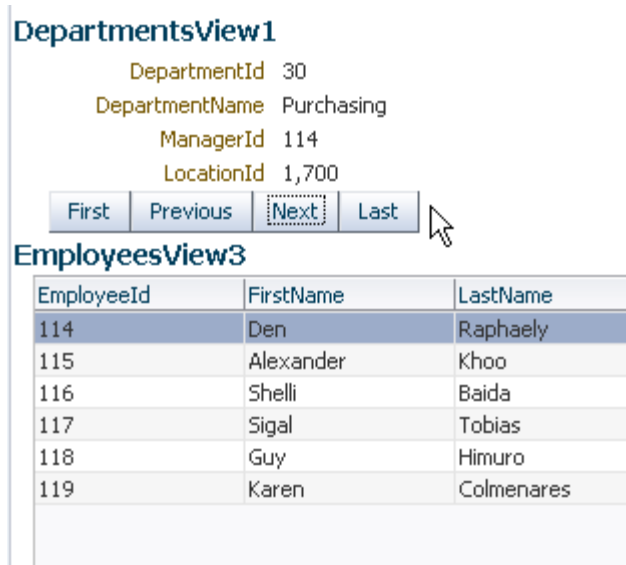 DepartmentsView1
DepartmentId 30
DepartmentName Purchasing
ManagerId 114
LocationId 1,700
First Previous Next Last
EmployeesView3
EmployeeId FirstName LastName
114 Den Raphaely
115 Alexander Khoo
116 Shelli Baida
117 Sigal Tobias
118 Guy Himuro
119 Karen Colmenares